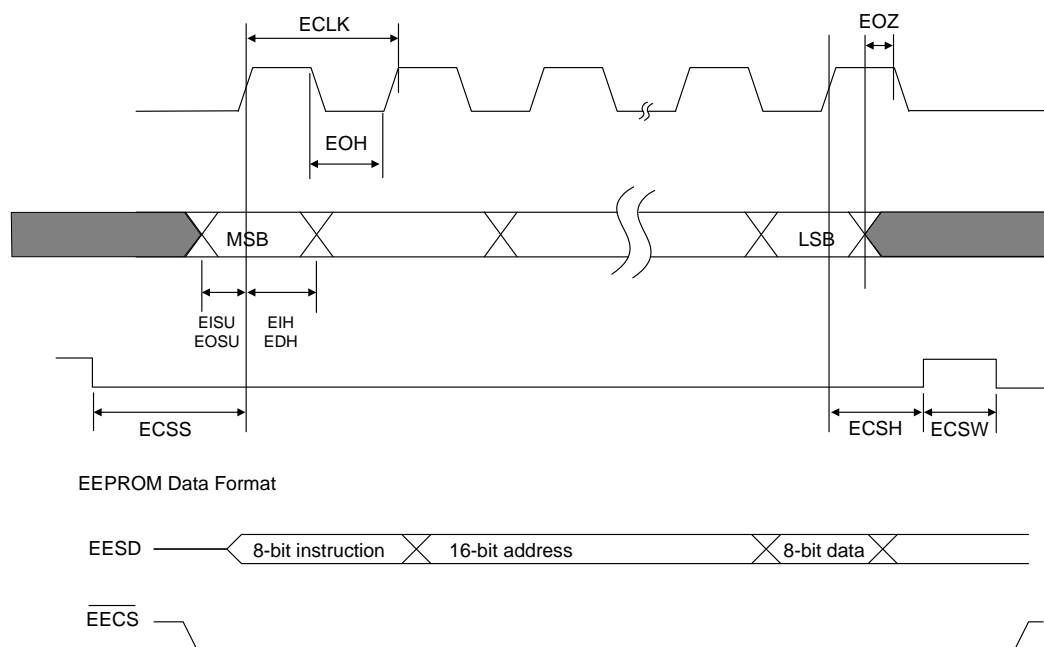 ECLK
EOZ
EOH
MSB
LSB
EISU
EOSU
EIH
EDH
ECSS
ECSH
ECSW
EEPROM Data Format
EESD
8-bit instruction
16-bit address
8-bit data
EECS